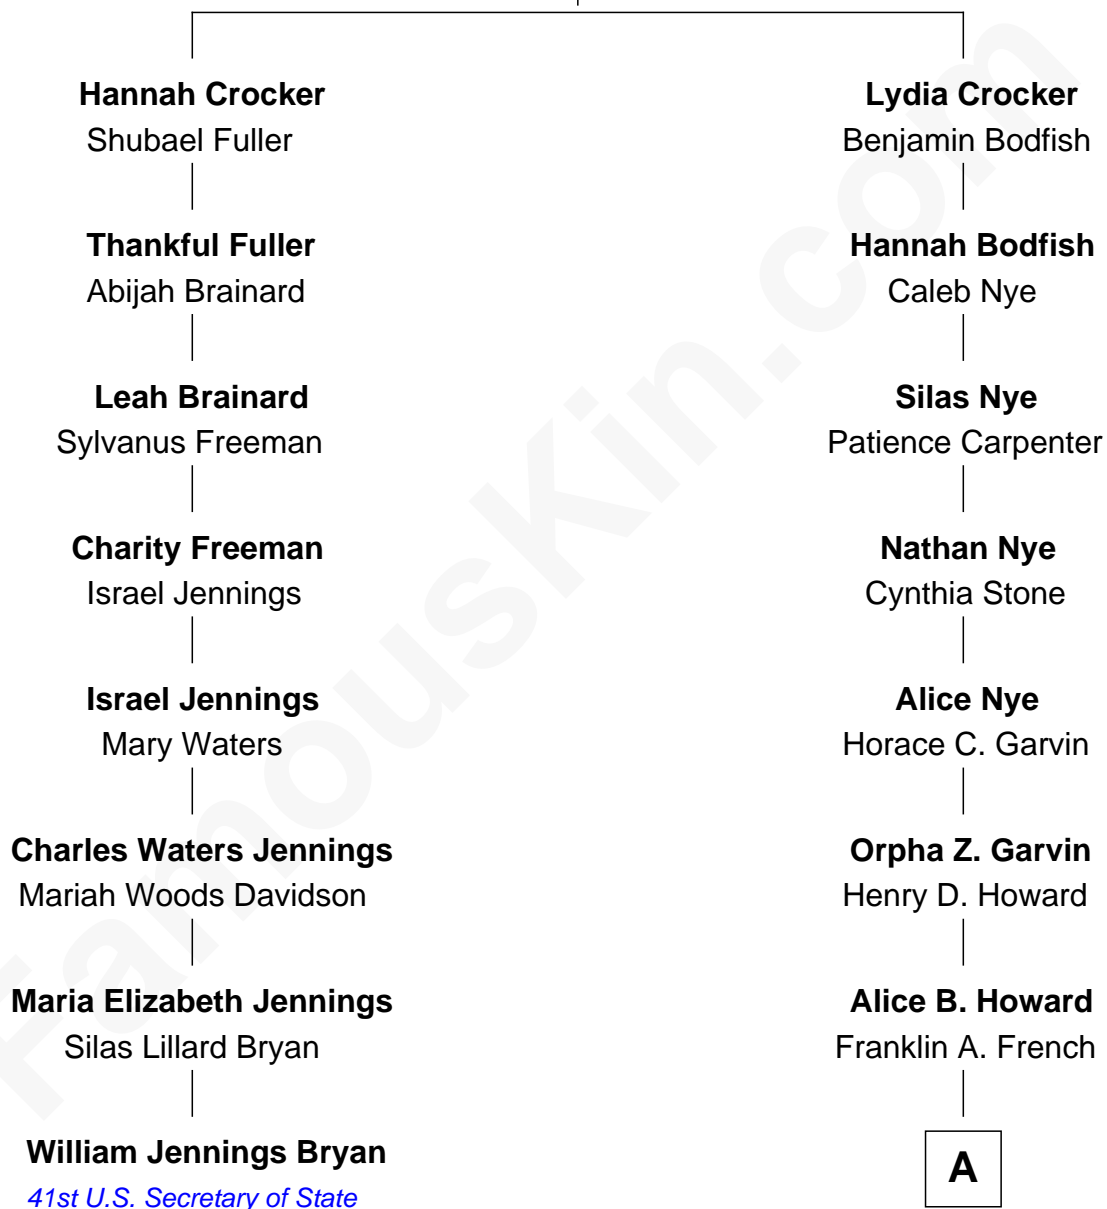 Hannah Crocker
Shubael Fuller
Thankful Fuller
Abijah Brainard
Leah Brainard
Sylvanus Freeman
Charity Freeman
Israel Jennings
Israel Jennings
Mary Waters
Charles Waters Jennings
Mariah Woods Davidson
Maria Elizabeth Jennings
Silas Lillard Bryan
William Jennings Bryan
41st U.S. Secretary of State
Lydia Crocker
Benjamin Bodfish
Hannah Bodfish
Caleb Nye
Silas Nye
Patience Carpenter
Nathan Nye
Cynthia Stone
Alice Nye
Horace C. Garvin
Orpha Z. Garvin
Henry D. Howard
Alice B. Howard
Franklin A. French
A
FamousKin.com